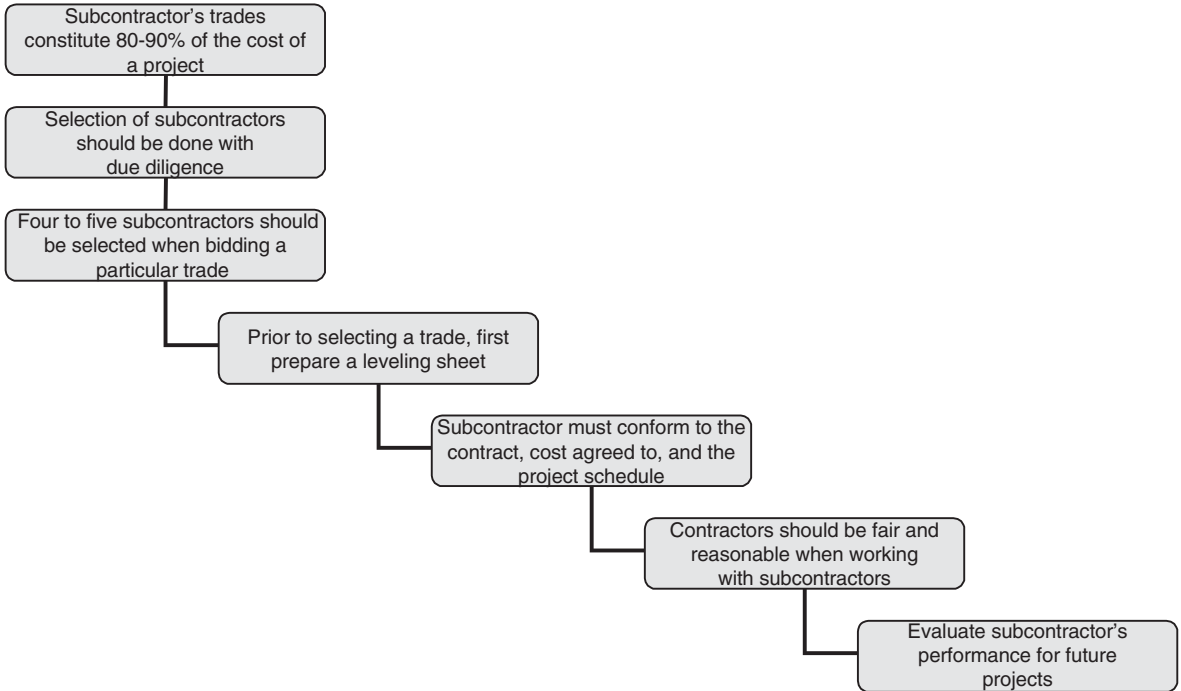 Subcontractor's trades
constitute 80-90% of the cost of
a project
Selection of subcontractors
should be done with
due diligence
Four to five subcontractors should
be selected when bidding a
particular trade
Prior to selecting a trade, first
prepare a leveling sheet
Subcontractor must conform to the
contract, cost agreed to, and the
project schedule
Contractors should be fair and
reasonable when working
with subcontractors
Evaluate subcontractor's
performance for future
projects